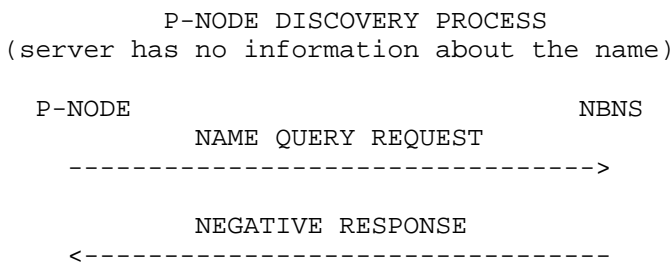 P-NODE DISCOVERY PROCESS
(server has no information about the name)
P-NODE NBNS
NAME QUERY REQUEST
--------------------------------->
NEGATIVE RESPONSE
<---------------------------------